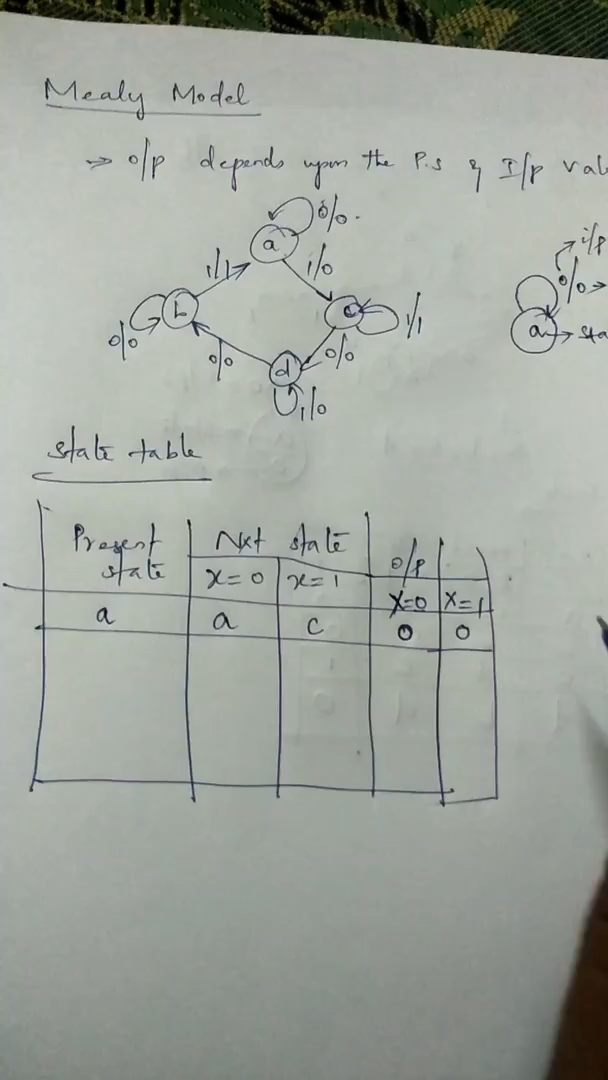 Mealy Model
→ o/p depends upon the P.S & I/p val
0/0
a
1/1
1/0
i/p
0/0
b
c
1/1
0/0
0/0
0/0
d
a → sta
1/0
State table
Present state
Nxt state
o/p
x=0 x=1
x=0 x=1
a a c 0 0